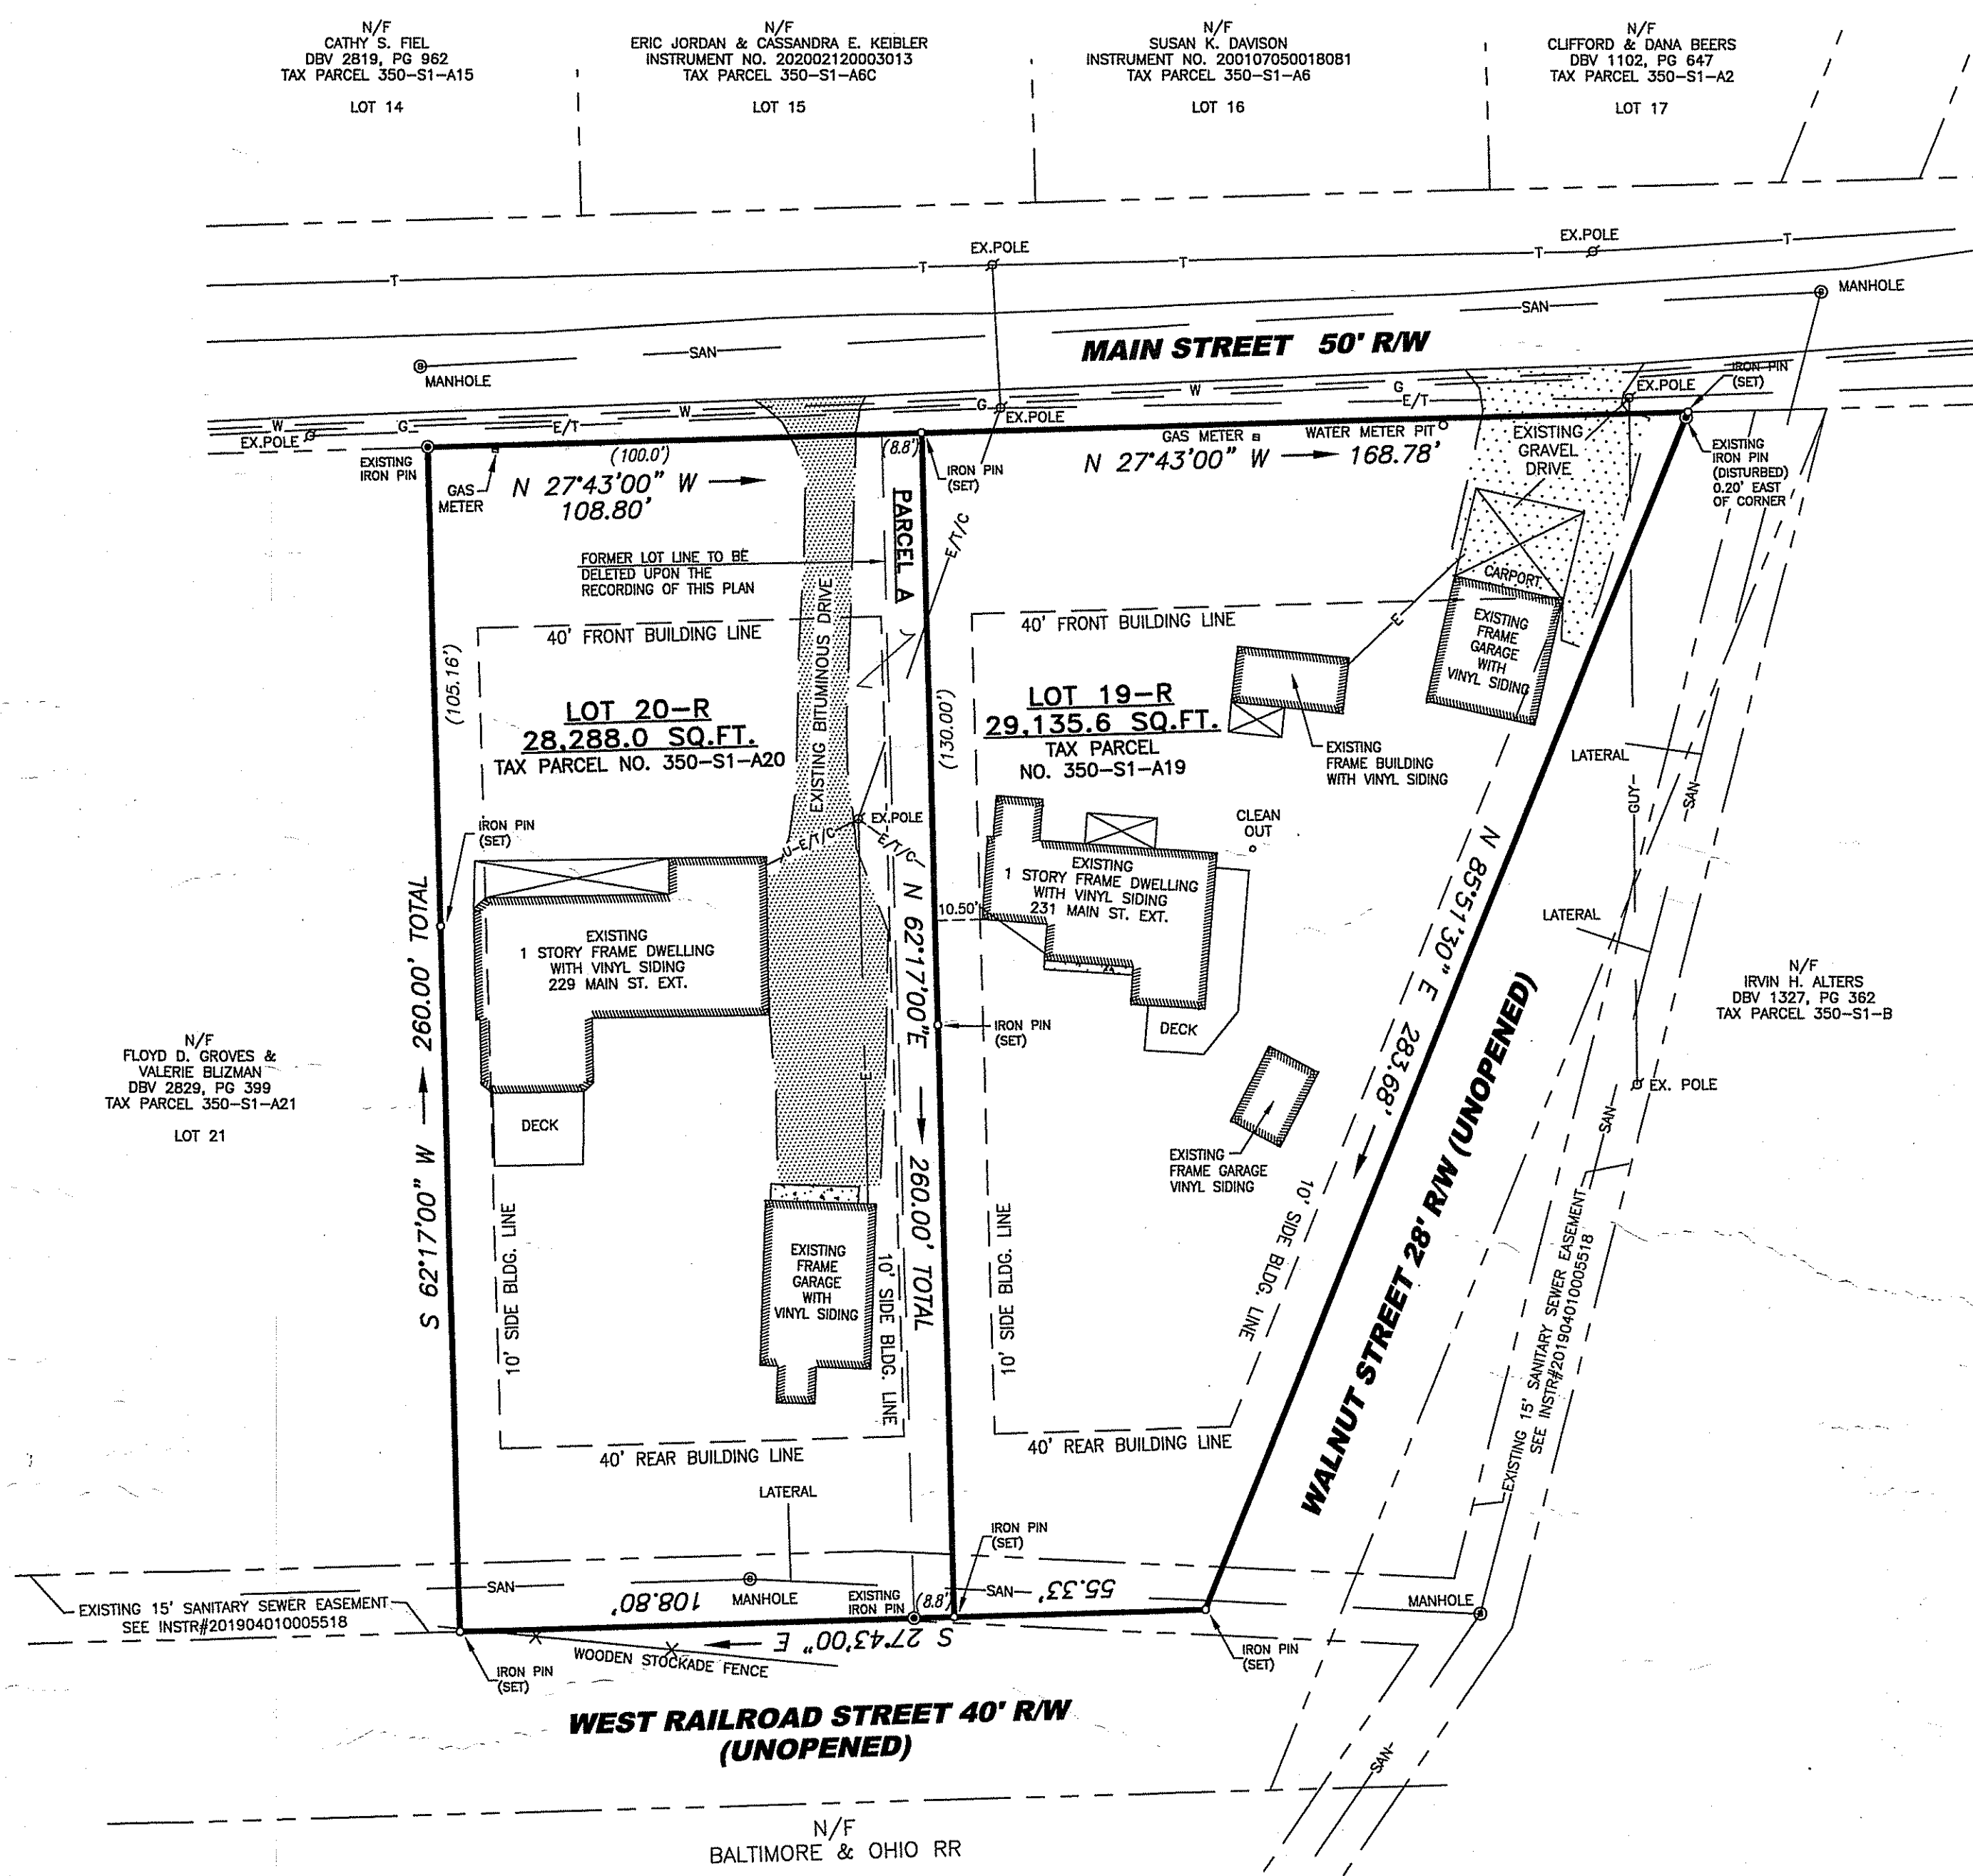 N/F
CATHY S. FIEL
DBV 2819, PG 962
TAX PARCEL 350-S1-A15
LOT 14
N/F
ERIC JORDAN & CASSANDRA E. KEIBLER
INSTRUMENT NO. 202002120003013
TAX PARCEL 350-S1-A6C
LOT 15
N/F
SUSAN K. DAVISON
INSTRUMENT NO. 200107050018081
TAX PARCEL 350-S1-A6
LOT 16
N/F
CLIFFORD & DANA BEERS
DBV 1102, PG 647
TAX PARCEL 350-S1-A2
LOT 17
EX.POLE
EX.POLE
T
T
T
T
T
MANHOLE
SAN
SAN
MAIN STREET 50' R/W
MANHOLE
IRON PIN
(SET)
EX.POLE
W
G
E/T
W
G
W
G
E/T
EX.POLE
EX.POLE
EXISTING
IRON PIN
GAS
METER
(100.0')
N 27°43'00" W
108.80'
(8.8')
IRON PIN
(SET)
GAS METER
WATER METER PIT
N 27°43'00" W
168.78'
EXISTING
GRAVEL
DRIVE
EXISTING
IRON PIN
(DISTURBED)
0.20' EAST
OF CORNER
PARCEL A
E/T/C
FORMER LOT LINE TO BE
DELETED UPON THE
RECORDING OF THIS PLAN
CARPORT
40' FRONT BUILDING LINE
40' FRONT BUILDING LINE
E
EXISTING
FRAME
GARAGE
WITH
VINYL SIDING
EXISTING BITUMINOUS DRIVE
(105.16')
(130.00')
LOT 20-R
28,288.0 SQ.FT.
TAX PARCEL NO. 350-S1-A20
LOT 19-R
29,135.6 SQ.FT.
TAX PARCEL
NO. 350-S1-A19
EXISTING
FRAME BUILDING
WITH VINYL SIDING
LATERAL
GUY
SAN
IRON PIN
(SET)
EX.POLE
U-E/T/C
E/T/C
CLEAN
OUT
EXISTING
1 STORY FRAME DWELLING
WITH VINYL SIDING
231 MAIN ST. EXT.
10.50'
N 85°51'30" E
283.68'
LATERAL
EXISTING
1 STORY FRAME DWELLING
WITH VINYL SIDING
229 MAIN ST. EXT.
S 62°17'00" W
260.00' TOTAL
N 62°17'00"E
260.00' TOTAL
N/F
IRVIN H. ALTERS
DBV 1327, PG 362
TAX PARCEL 350-S1-B
IRON PIN
(SET)
DECK
N/F
FLOYD D. GROVES &
VALERIE BLIZMAN
DBV 2829, PG 399
TAX PARCEL 350-S1-A21
LOT 21
E
EX. POLE
SAN
DECK
EXISTING
FRAME GARAGE
VINYL SIDING
WALNUT STREET 28' R/W (UNOPENED)
EXISTING 15' SANITARY SEWER EASEMENT
SEE INSTR#201904010005518
10' SIDE BLDG. LINE
EXISTING
FRAME
GARAGE
WITH
VINYL SIDING
10' SIDE BLDG. LINE
10' SIDE BLDG. LINE
10' SIDE BLDG. LINE
40' REAR BUILDING LINE
40' REAR BUILDING LINE
LATERAL
IRON PIN
(SET)
SAN
108.80'
MANHOLE
EXISTING
IRON PIN
(8.8')
SAN
55.33'
MANHOLE
EXISTING 15' SANITARY SEWER EASEMENT
SEE INSTR#201904010005518
S 27°43'00" E
WOODEN STOCKADE FENCE
IRON PIN
(SET)
IRON PIN
(SET)
WEST RAILROAD STREET 40' R/W
(UNOPENED)
SAN
N/F
BALTIMORE & OHIO RR